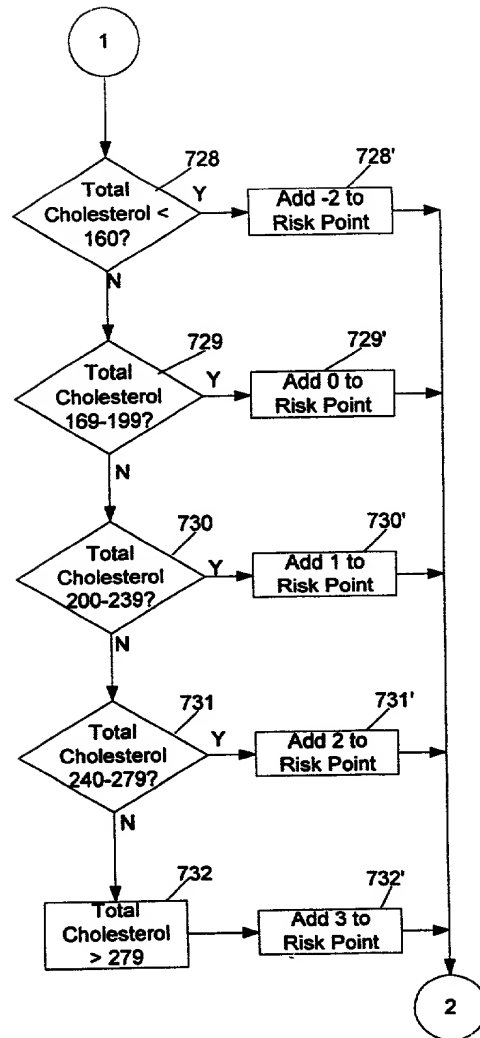 1
728
Total
Cholesterol <
160?
Y
728'
Add -2 to
Risk Point
N
729
Total
Cholesterol
169-199?
Y
729'
Add 0 to
Risk Point
N
730
Total
Cholesterol
200-239?
Y
730'
Add 1 to
Risk Point
N
731
Total
Cholesterol
240-279?
Y
731'
Add 2 to
Risk Point
N
732
Total
Cholesterol
> 279
732'
Add 3 to
Risk Point
2